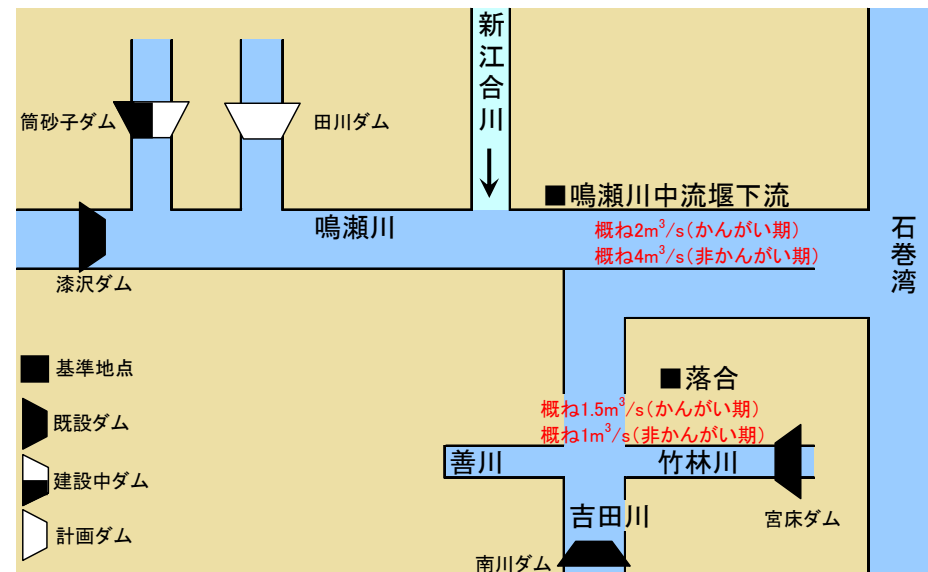 新江合川
筒砂子ダム
田川ダム
■鳴瀬川中流堰下流
鳴瀬川
概ね2m³/s(かんがい期)
概ね4m³/s(非かんがい期)
石巻湾
漆沢ダム
基準地点
既設ダム
建設中ダム
計画ダム
■落合
概ね1.5m³/s(かんがい期)
概ね1m³/s(非かんがい期)
善川
竹林川
吉田川
宮床ダム
南川ダム